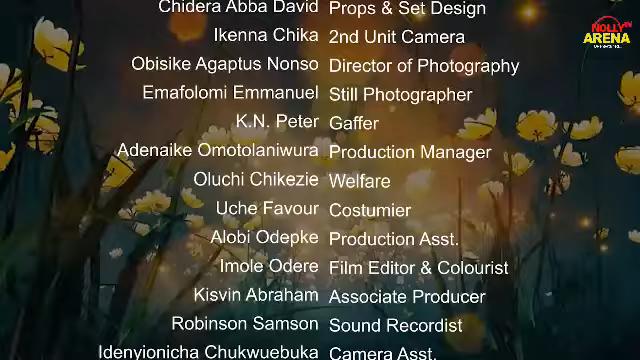 Chidera Abba David Props & Set Design
Ikenna Chika 2nd Unit Camera
Obisike Agaptus Nonso Director of Photography
Emafolomi Emmanuel Still Photographer
K.N. Peter Gaffer
Adenaike Omotolaniwura Production Manager
Oluchi Chikezie Welfare
Uche Favour Costumier
Alobi Odepke Production Asst.
Imole Odere Film Editor & Colourist
Kisvin Abraham Associate Producer
Robinson Samson Sound Recordist
Idenyionicha Chukwuebuka Camera Asst.
NOLLY
ARENA